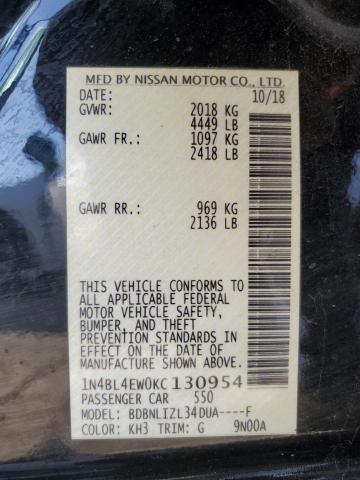 MFD BY NISSAN MOTOR CO., LTD.
DATE: 10/18
GVWR: 2018 KG
4449 LB
GAWR FR.: 1097 KG
2418 LB
GAWR RR.: 969 KG
2136 LB
THIS VEHICLE CONFORMS TO
ALL APPLICABLE FEDERAL
MOTOR VEHICLE SAFETY,
BUMPER, AND THEFT
PREVENTION STANDARDS
IN EFFECT ON THE DATE OF
MANUFACTURE SHOWN ABOVE.
1N4BL4EW0KC130954
PASSENGER CAR 550
MODEL: BDBNLIZL34DUA----F
COLOR: KH3 TRIM: G 9N00A